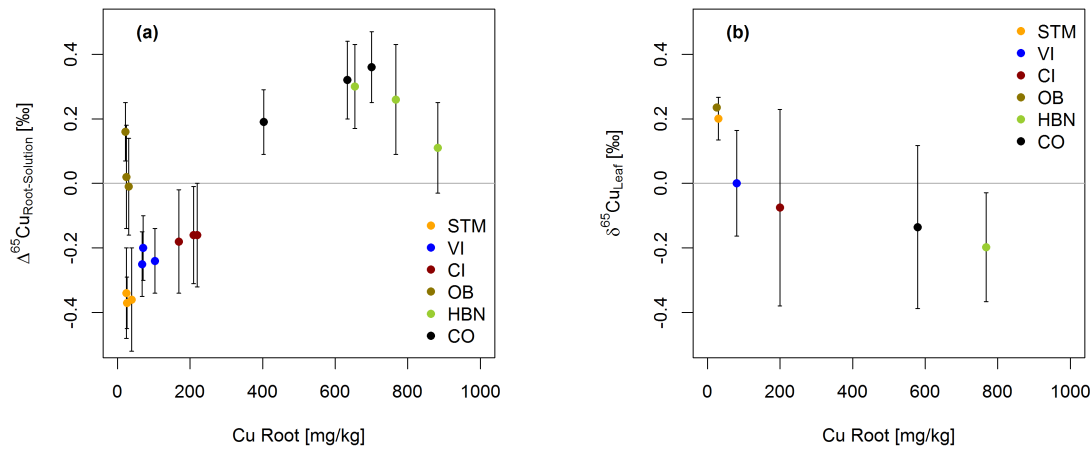 (a)
Δ⁶⁵Cu_Root-Solution [‰]
0.4
0.2
0.0
-0.2
-0.4
STM
VI
CI
OB
HBN
CO
0 200 400 600 800 1000
Cu Root [mg/kg]
(b)
δ⁶⁵Cu_Leaf [‰]
0.4
0.2
0.0
-0.2
-0.4
STM
VI
CI
OB
HBN
CO
0 200 400 600 800 1000
Cu Root [mg/kg]